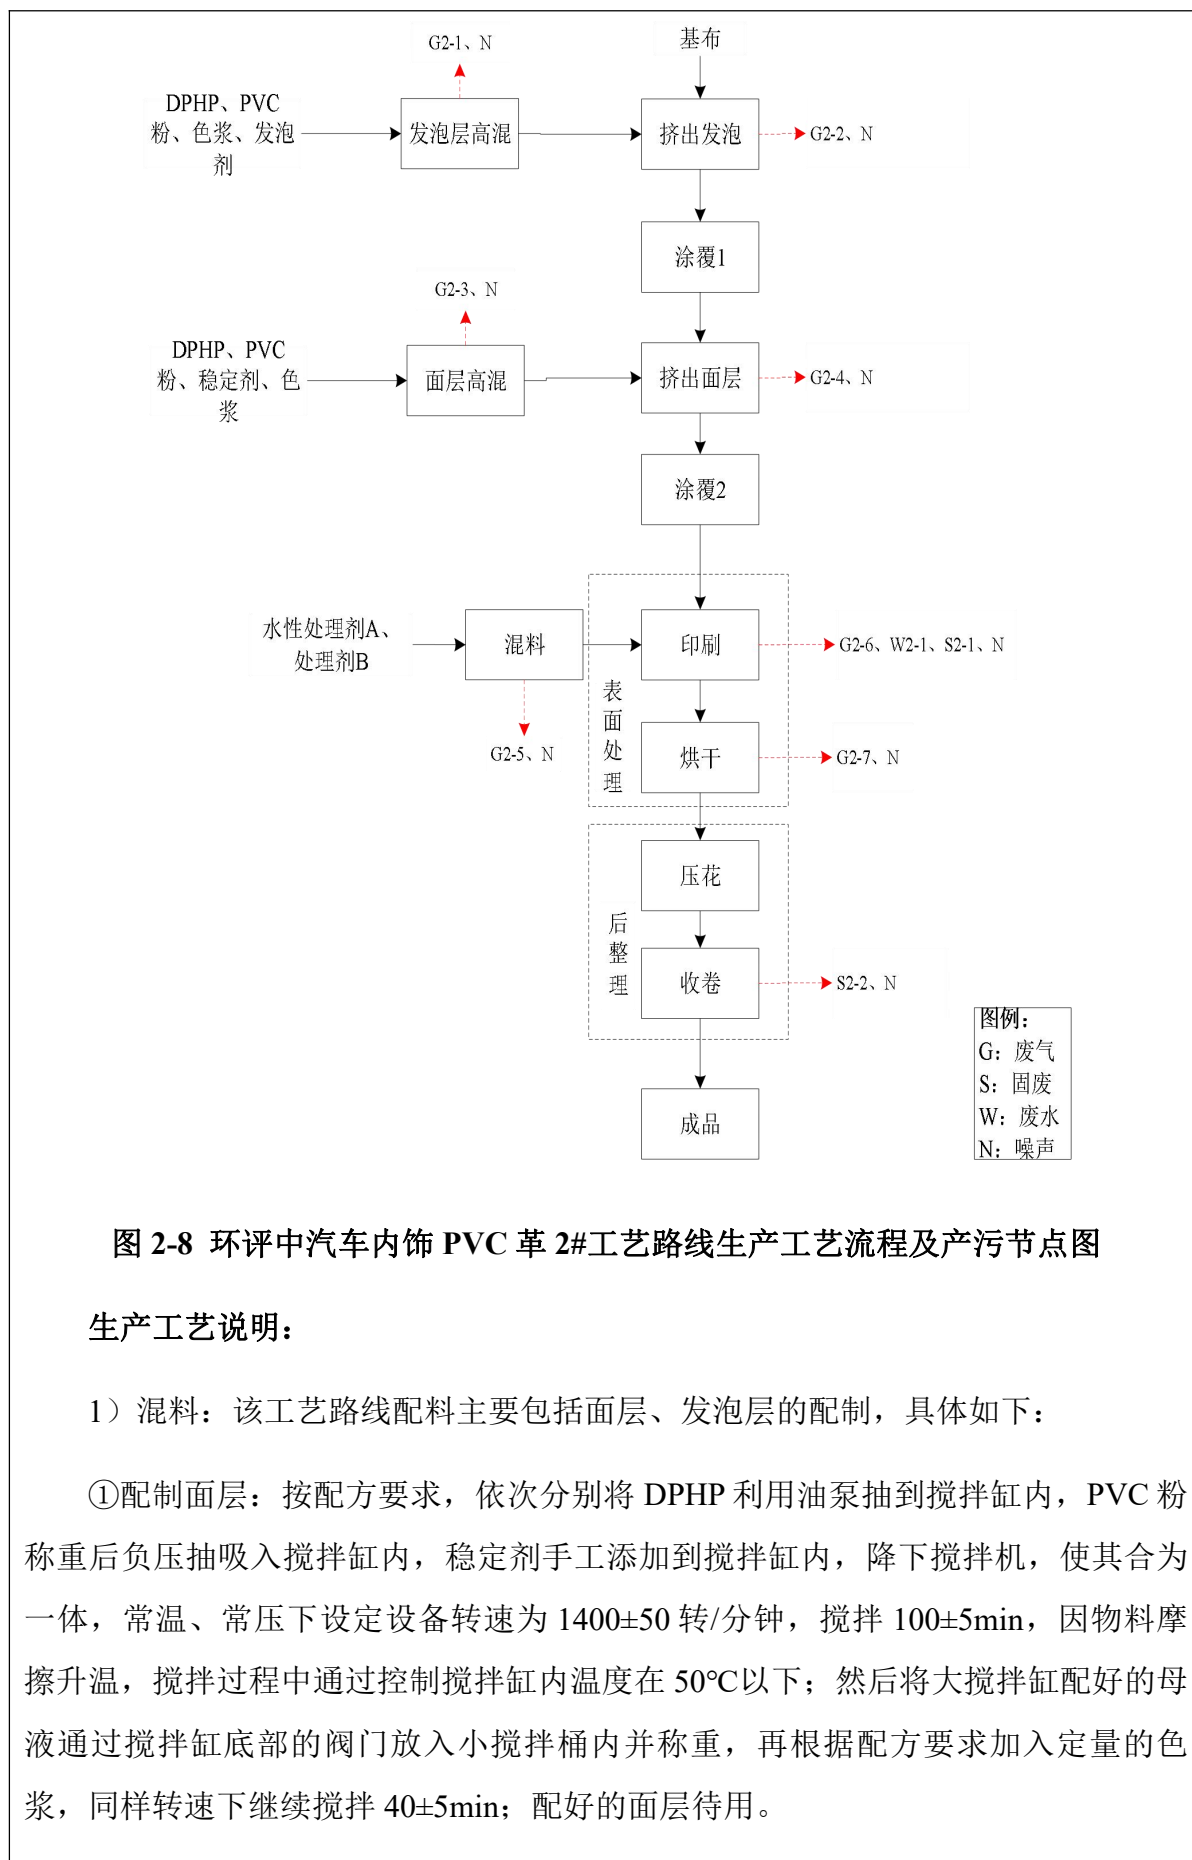 G2-1、N
基布
DPHP、PVC
粉、色浆、发泡
剂
发泡层高混
挤出发泡
G2-2、N
涂覆1
G2-3、N
DPHP、PVC
粉、稳定剂、色
浆
面层高混
挤出面层
G2-4、N
涂覆2
水性处理剂A、
处理剂B
混料
印刷
G2-6、W2-1、S2-1、N
表面处理
G2-5、N
烘干
G2-7、N
压花
后整理
收卷
S2-2、N
成品
图例：
G：废气
S：固废
W：废水
N：噪声
图 2-8 环评中汽车内饰 PVC 革 2#工艺路线生产工艺流程及产污节点图
生产工艺说明：
1）混料：该工艺路线配料主要包括面层、发泡层的配制，具体如下：
①配制面层：按配方要求，依次分别将 DPHP 利用油泵抽到搅拌缸内，PVC 粉
称重后负压抽吸入搅拌缸内，稳定剂手工添加到搅拌缸内，降下搅拌机，使其合为
一体，常温、常压下设定设备转速为 1400±50 转/分钟，搅拌 100±5min，因物料摩
擦升温，搅拌过程中通过控制搅拌缸内温度在 50℃以下；然后将大搅拌缸配好的母
液通过搅拌缸底部的阀门放入小搅拌桶内并称重，再根据配方要求加入定量的色
浆，同样转速下继续搅拌 40±5min；配好的面层待用。